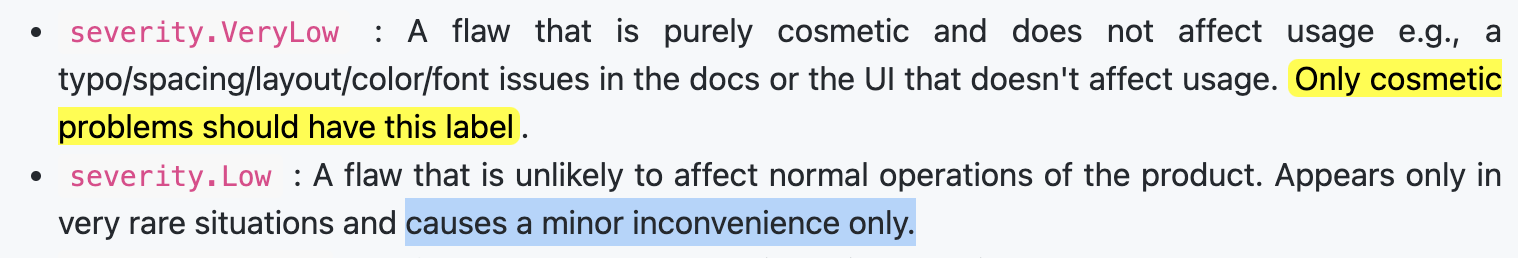 • severity.VeryLow : A flaw that is purely cosmetic and does not affect usage e.g., a
typo/spacing/layout/color/font issues in the docs or the UI that doesn't affect usage. Only cosmetic
problems should have this label.
• severity.Low : A flaw that is unlikely to affect normal operations of the product. Appears only in
very rare situations and causes a minor inconvenience only.